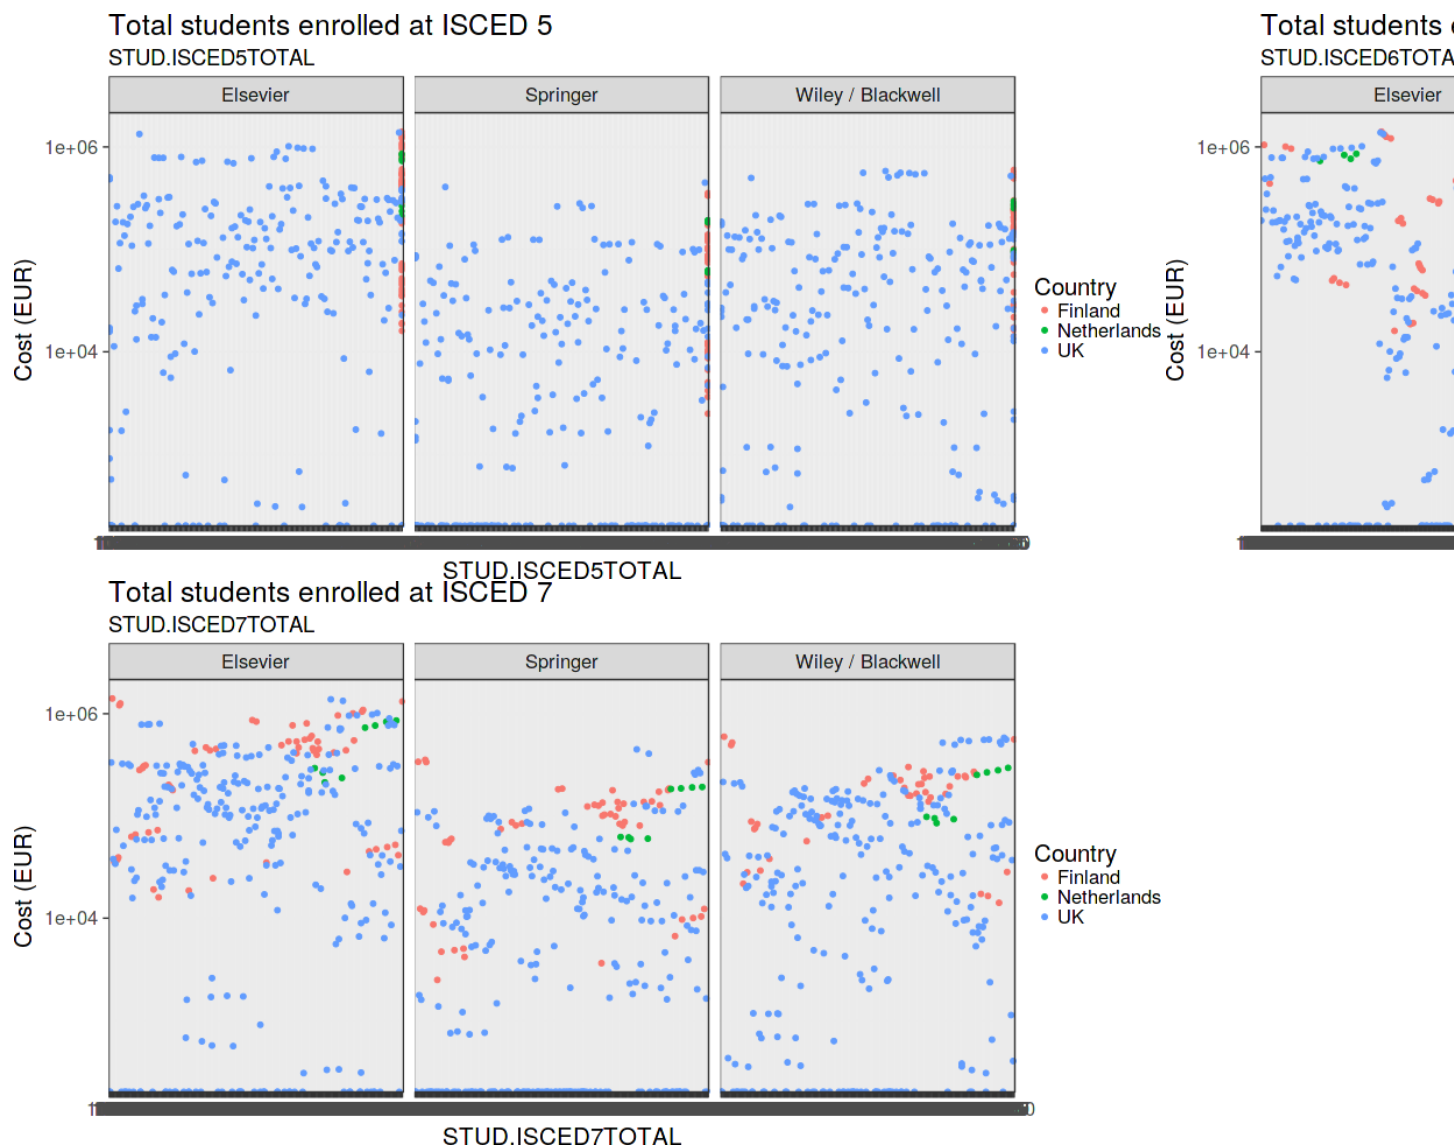 Total students enrolled at ISCED 5
STUD.ISCED5TOTAL
Elsevier
Springer
Wiley / Blackwell
1e+06
1e+04
Cost (EUR)
STUD.ISCED5TOTAL
Country
Finland
Netherlands
UK
Total students
STUD.ISCED6TOTA
Elsevier
1e+06
1e+04
Cost (EUR)
Total students enrolled at ISCED 7
STUD.ISCED7TOTAL
Elsevier
Springer
Wiley / Blackwell
1e+06
1e+04
Cost (EUR)
STUD.ISCED7TOTAL
Country
Finland
Netherlands
UK